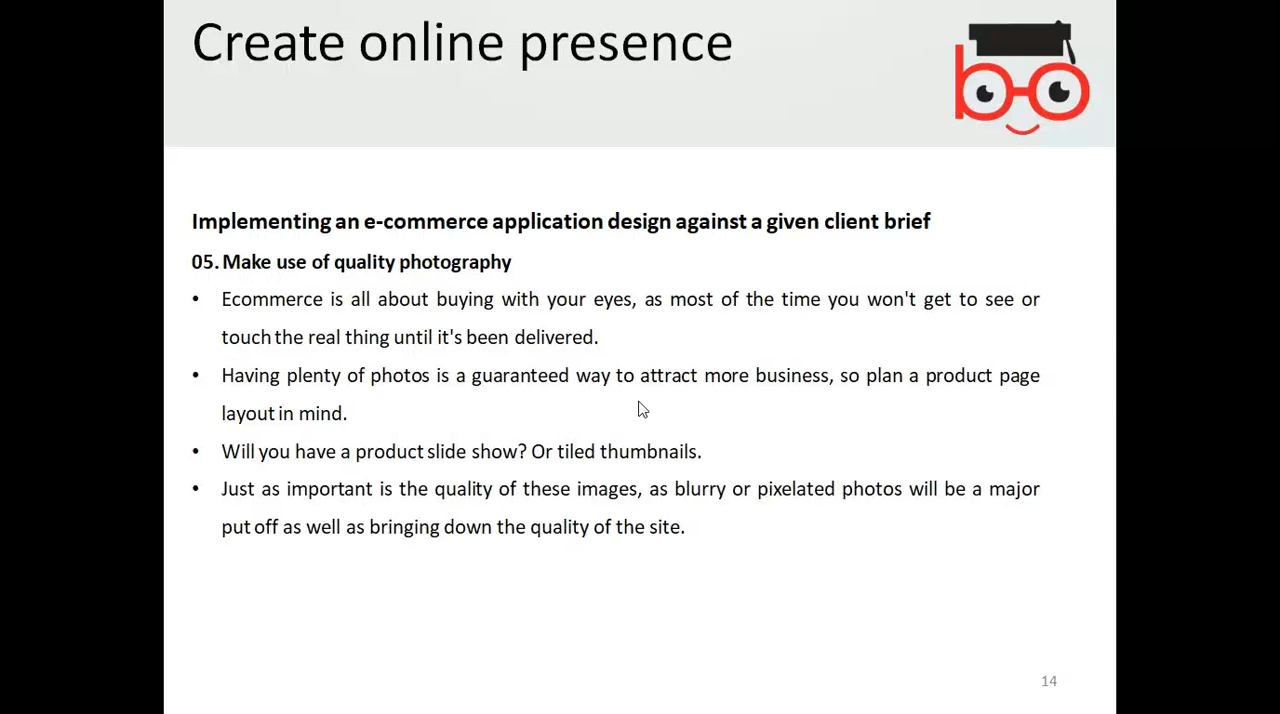 Create online presence
Implementing an e-commerce application design against a given client brief
05. Make use of quality photography
• Ecommerce is all about buying with your eyes, as most of the time you won't get to see or
touch the real thing until it's been delivered.
• Having plenty of photos is a guaranteed way to attract more business, so plan a product page
layout in mind.
• Will you have a product slide show? Or tiled thumbnails.
• Just as important is the quality of these images, as blurry or pixelated photos will be a major
put off as well as bringing down the quality of the site.
14